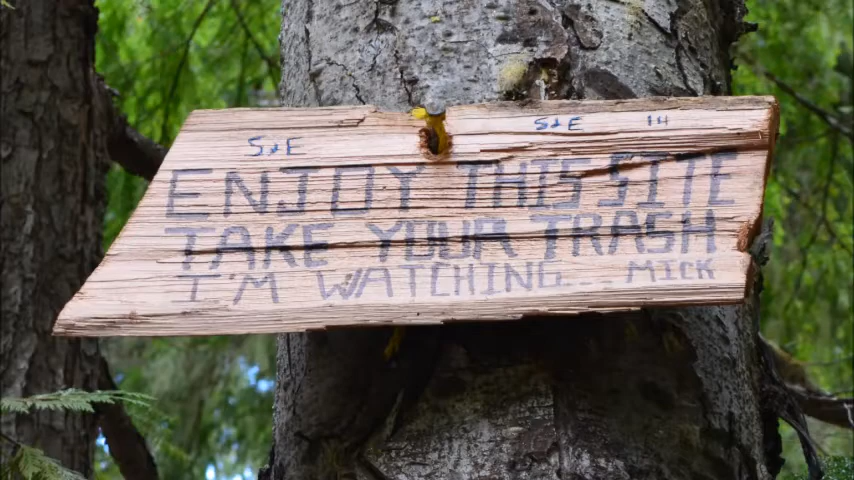 S&E S&E 14
ENJOY THIS SITE
TAKE YOUR TRASH
I'M WATCHING... MICK